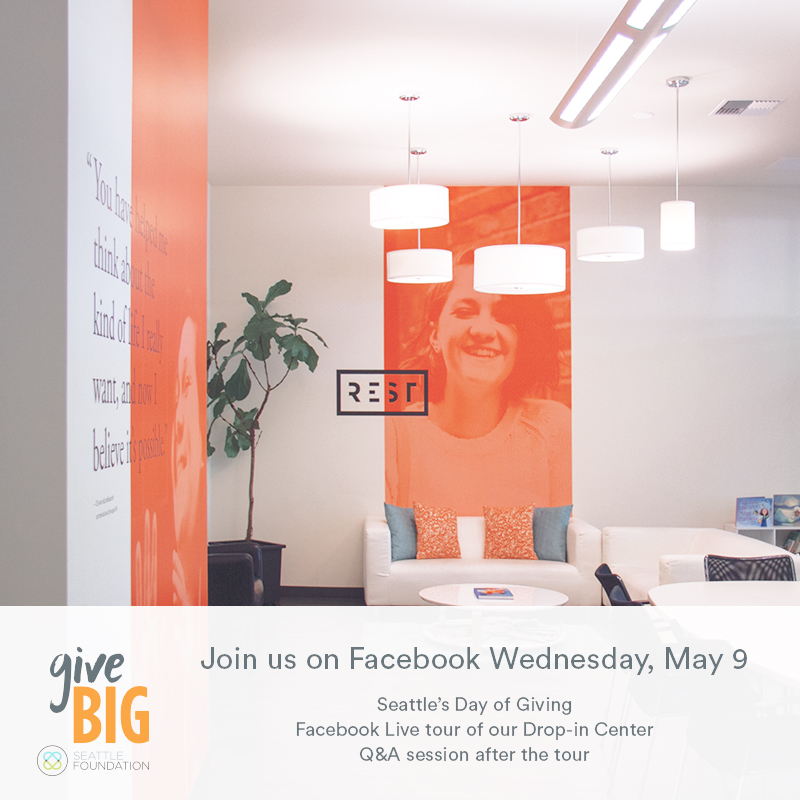 “You have helped me
think about the
kind of life I really
want, and now I
believe it's possible.”
REST
give
BIG
SEATTLE
FOUNDATION
Join us on Facebook Wednesday, May 9
Seattle's Day of Giving
Facebook Live tour of our Drop-in Center
Q&A session after the tour